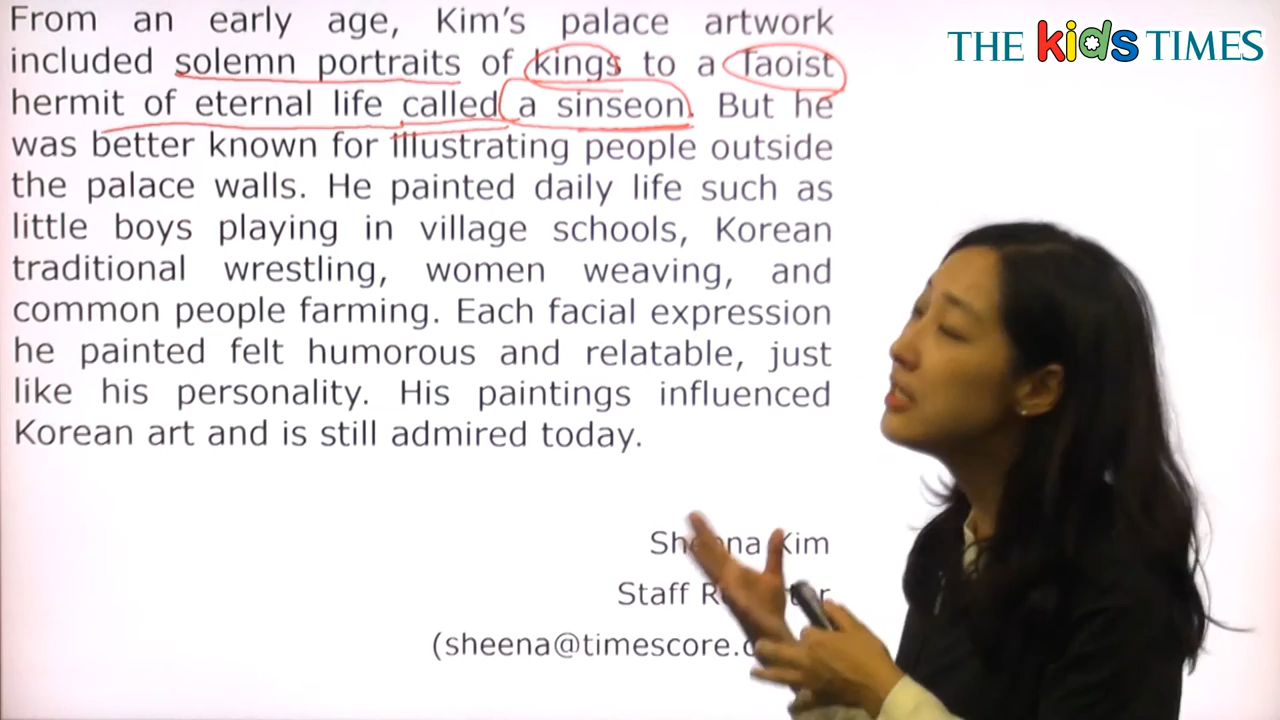 From an early age, Kim's palace artwork
included solemn portraits of kings to a Taoist
hermit of eternal life called a sinseon. But he
was better known for illustrating people outside
the palace walls. He painted daily life such as
little boys playing in village schools, Korean
traditional wrestling, women weaving, and
common people farming. Each facial expression
he painted felt humorous and relatable, just
like his personality. His paintings influenced
Korean art and is still admired today.
Sheena Kim
Staff
(sheena@timescore.
THE kids TIMES